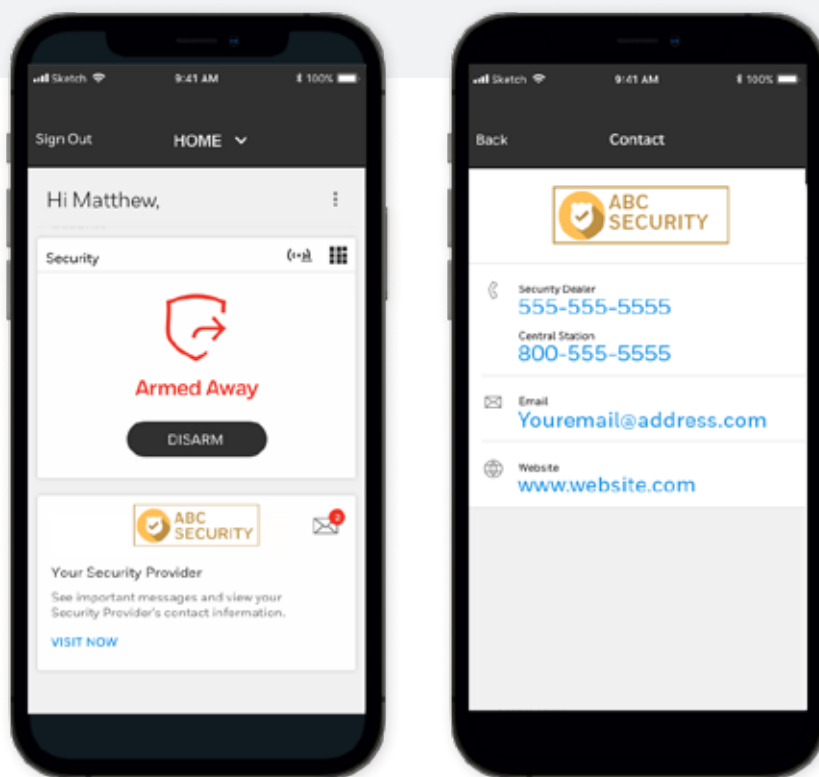 Sketch 9:41 AM 100%
Sign Out HOME
Hi Matthew,
Security
Armed Away
DISARM
ABC
SECURITY
2
Your Security Provider
See important messages and view your
Security Provider's contact information.
VISIT NOW
Sketch 9:41 AM 100%
Back Contact
ABC
SECURITY
Security Dealer
555-555-5555
Central Station
800-555-5555
Email
Youremail@address.com
Website
www.website.com